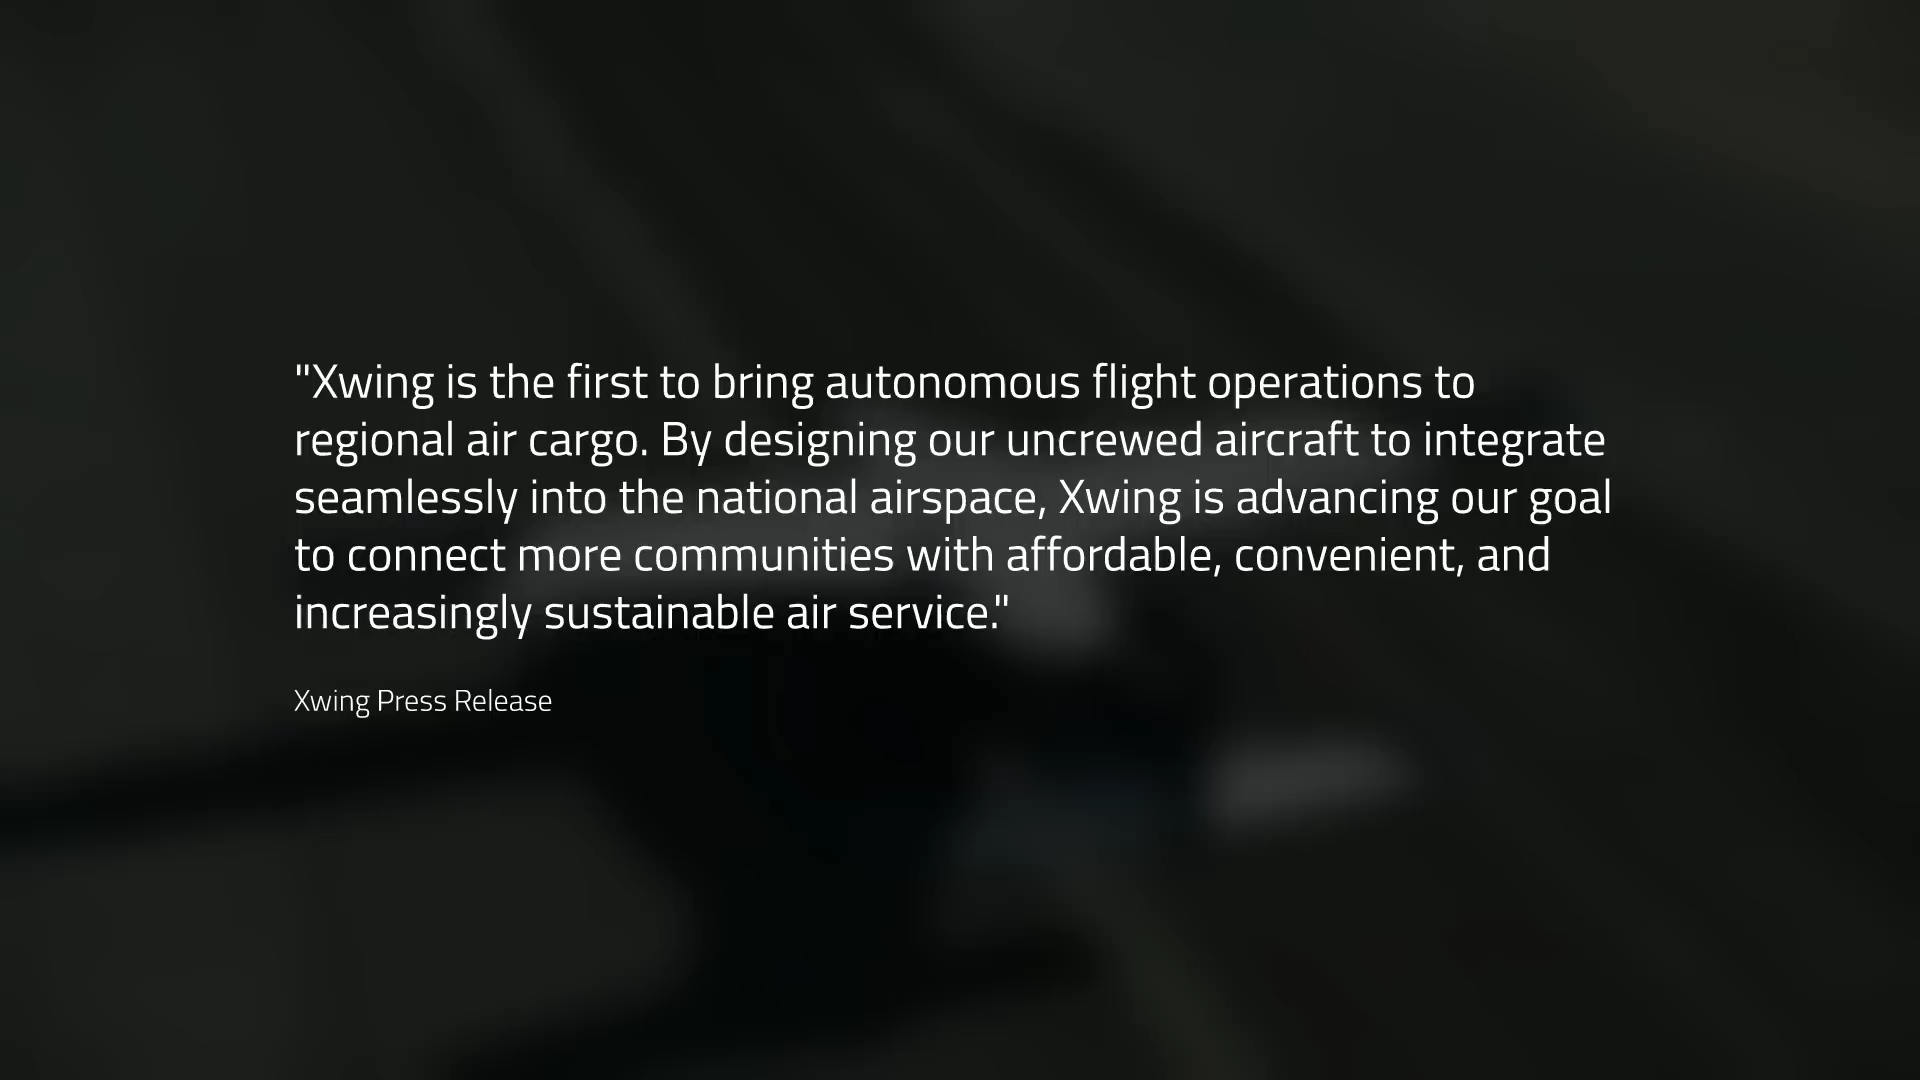 "Xwing is the first to bring autonomous flight operations to
regional air cargo. By designing our uncrewed aircraft to integrate
seamlessly into the national airspace, Xwing is advancing our goal
to connect more communities with affordable, convenient, and
increasingly sustainable air service."
Xwing Press Release